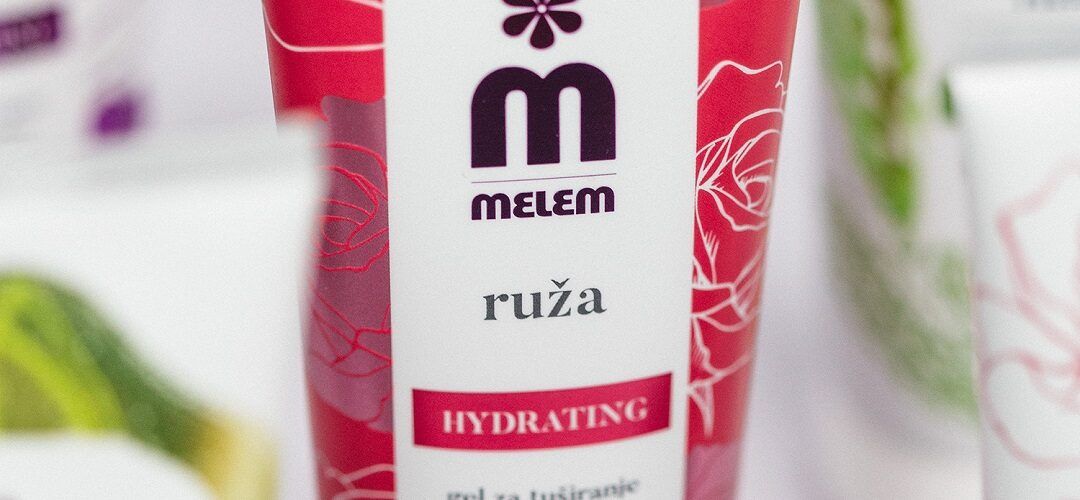 m
MELEM
ruža
HYDRATING
gel za tuširanje